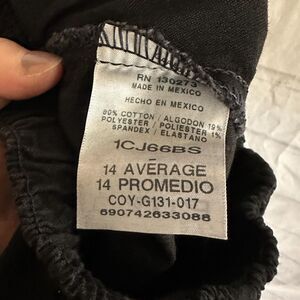 RN 130273
MADE IN MEXICO
HECHO EN MEXICO
80% COTTON / ALGODON 19%
POLYESTER / POLIESTER 1%
SPANDEX / ELASTANO
1CJ66BS
14 AVERAGE
14 PROMEDIO
COY-G131-017
690742633088